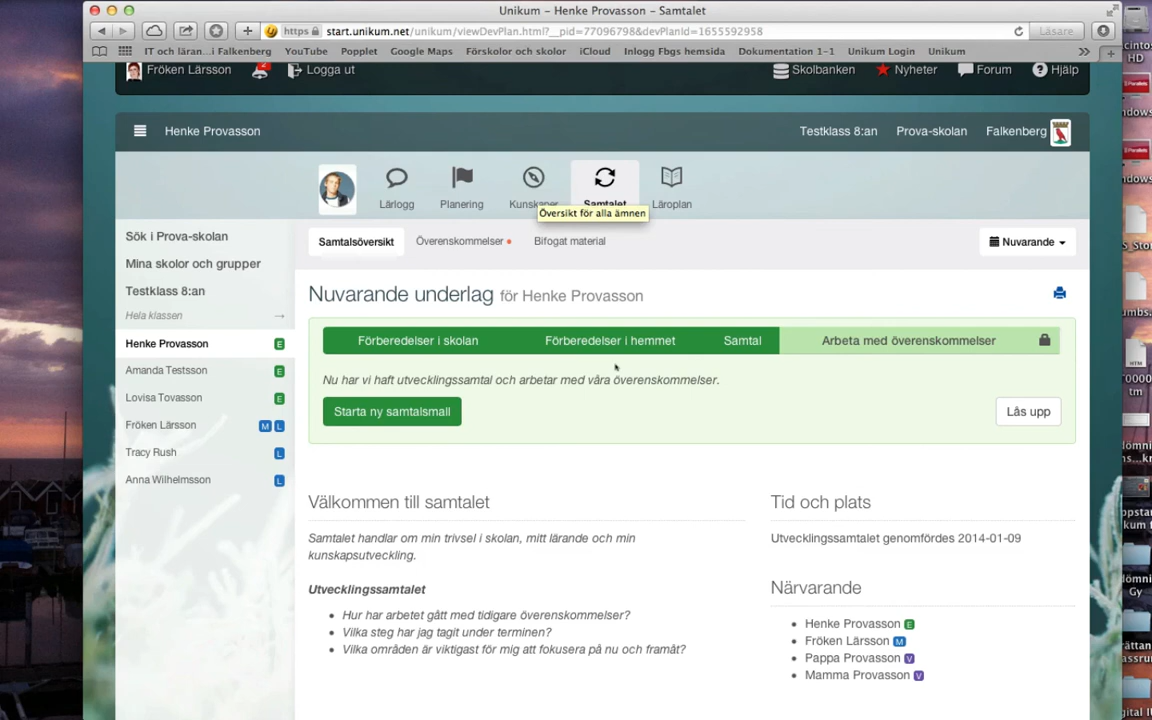 Unikum – Henke Provasson – Samtalet
https start.unikum.net/unikum/viewDevPlan.html?__pid=77096798&devPlanId=1655592958
Läsare
IT och läran...i Falkenberg YouTube Popplet Google Maps Förskolor och skolor iCloud Inlogg Fbgs hemsida Dokumentation 1–1 Unikum Login Unikum
Fröken Larsson Logga ut Skolbanken Nyheter Forum Hjälp
Henke Provasson Testklass 8:an Prova-skolan Falkenberg
Lärlogg Planering Kunskaper Samtalet Läroplan
Översikt för alla ämnen
Samtalsöversikt Överenskommelser Bifogat material Nuvarande
Sök i Prova-skolan
Mina skolor och grupper
Testklass 8:an
Hela klassen →
Henke Provasson E
Amanda Testsson E
Lovisa Tovasson E
Fröken Larsson M L
Tracy Rush L
Anna Wilhelmsson L
Nuvarande underlag för Henke Provasson
Förberedelser i skolan Förberedelser i hemmet Samtal Arbeta med överenskommelser
Nu har vi haft utvecklingssamtal och arbetar med våra överenskommelser.
Starta ny samtalsmall Lås upp
Välkommen till samtalet
Samtalet handlar om min trivsel i skolan, mitt lärande och min
kunskapsutveckling.
Utvecklingssamtalet
• Hur har arbetet gått med tidigare överenskommelser?
• Vilka steg har jag tagit under terminen?
• Vilka områden är viktigast för mig att fokusera på nu och framåt?
Tid och plats
Utvecklingssamtalet genomfördes 2014-01-09
Närvarande
• Henke Provasson E
• Fröken Larsson M
• Pappa Provasson V
• Mamma Provasson V
HD